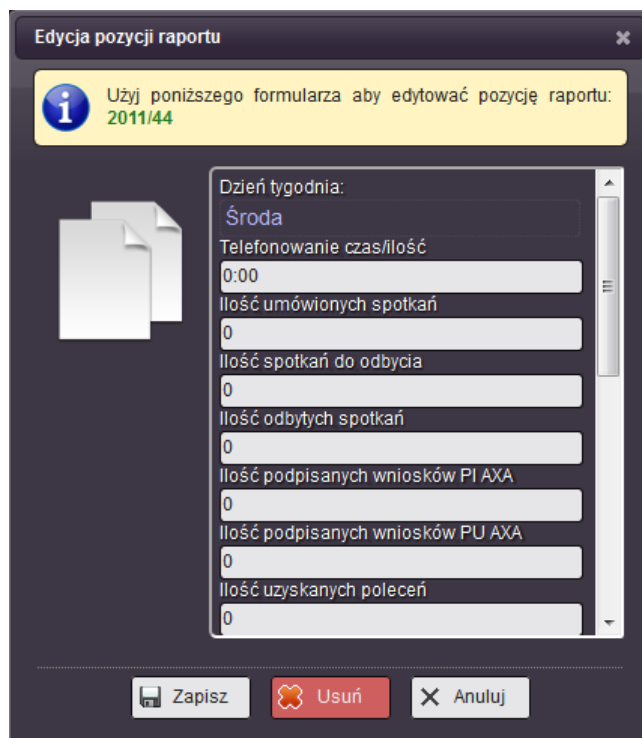 Edycja pozycji raportu
Użyj poniższego formularza aby edytować pozycję raportu:
2011/44
Dzień tygodnia:
Środa
Telefonowanie czas/ilość
0:00
Ilość umówionych spotkań
0
Ilość spotkań do odbycia
0
Ilość odbytych spotkań
0
Ilość podpisanych wniosków PI AXA
0
Ilość podpisanych wniosków PU AXA
0
Ilość uzyskanych poleceń
0
Zapisz Usuń Anuluj